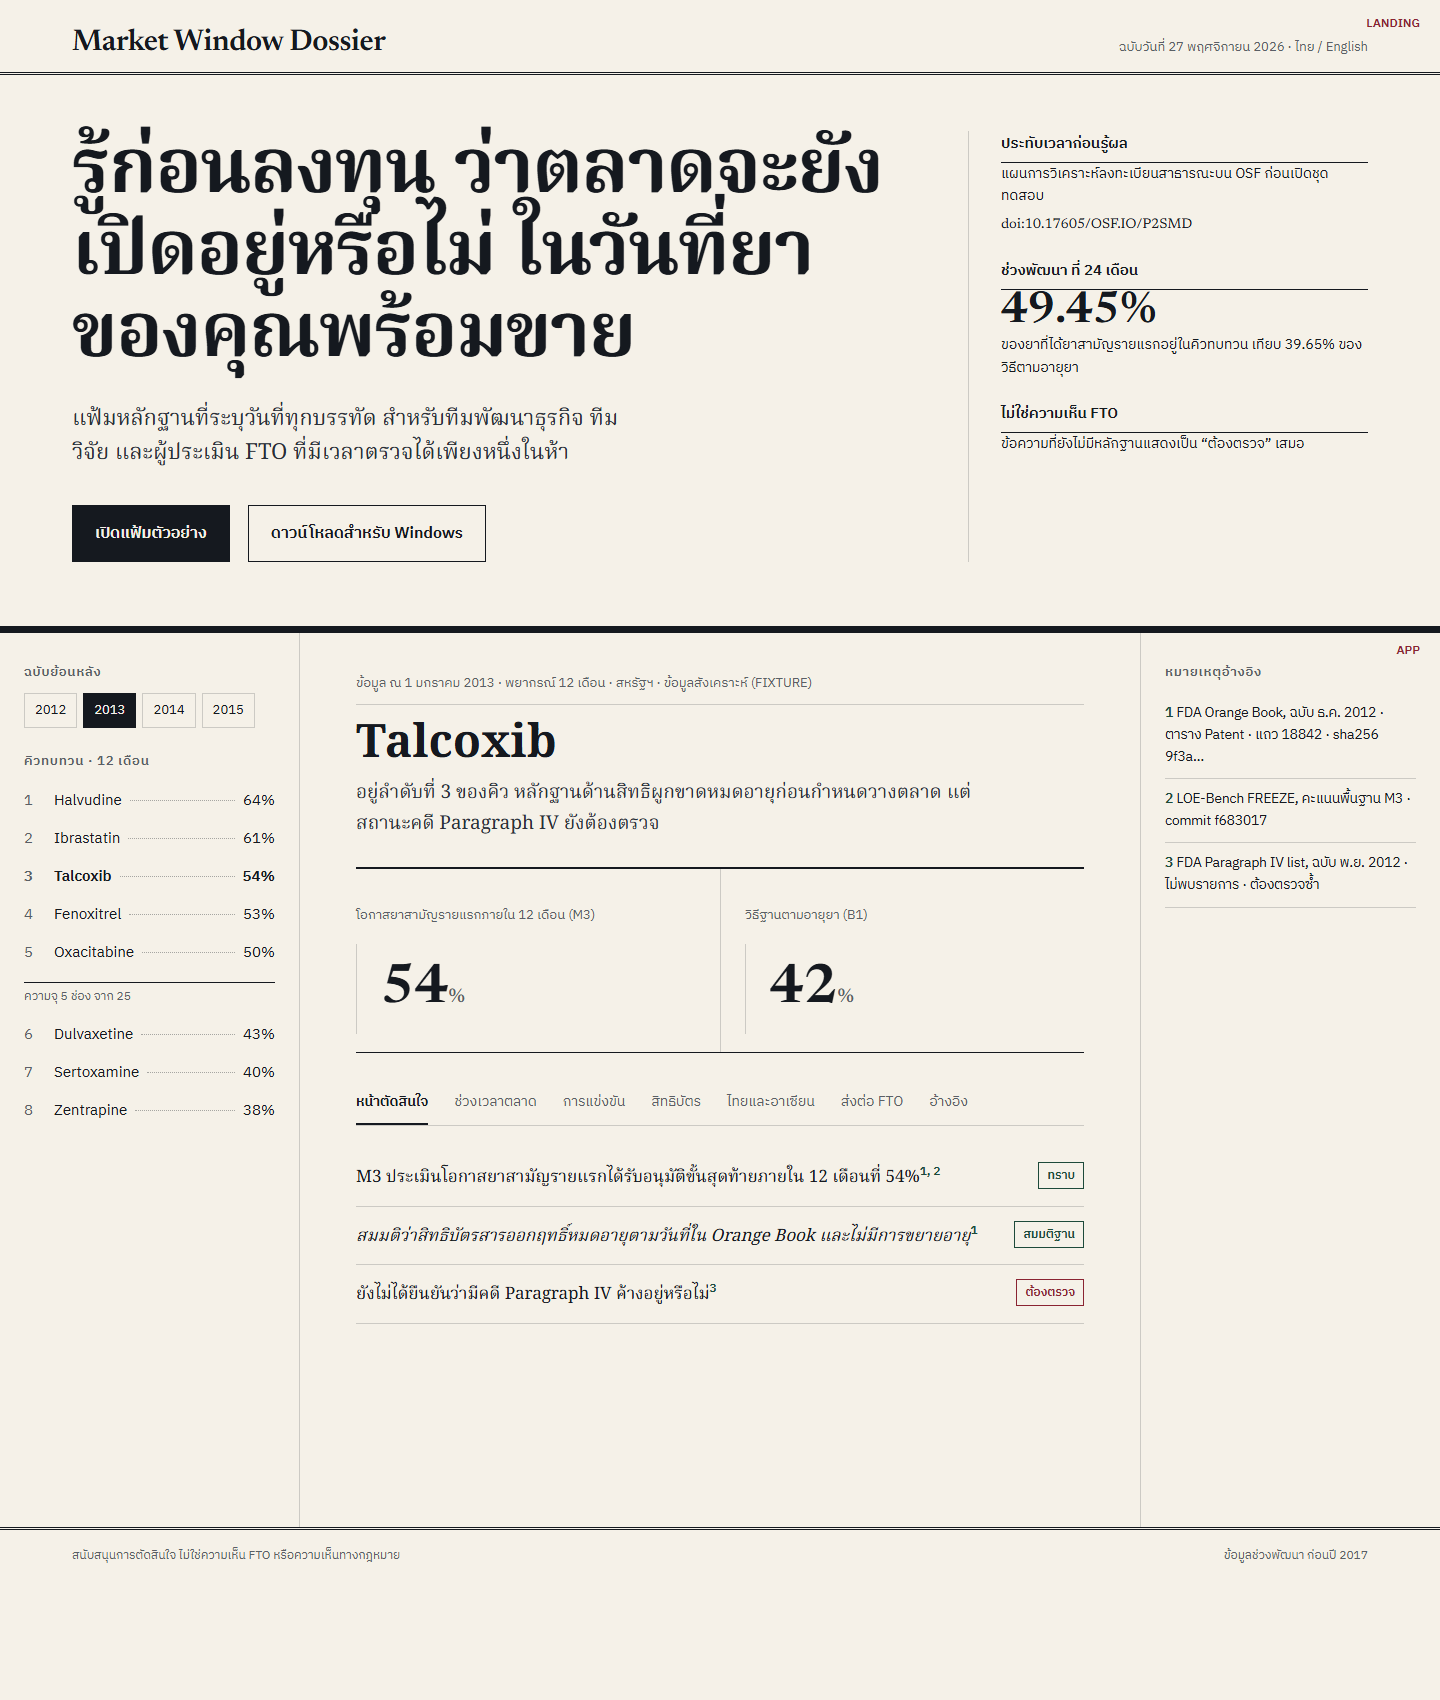 Market Window Dossier
LANDING
ฉบับวันที่ 27 พฤศจิกายน 2026 · ไทย / English
รู้ก่อนลงทุน ว่าตลาดจะยัง
เปิดอยู่หรือไม่ ในวันที่ยา
ของคุณพร้อมขาย
แฟ้มหลักฐานที่ระบุวันที่ทุกบรรทัด สำหรับทีมพัฒนาธุรกิจ ทีม
วิจัย และผู้ประเมิน FTO ที่มีเวลาตรวจได้เพียงหนึ่งในห้า
เปิดแฟ้มตัวอย่าง
ดาวน์โหลดสำหรับ Windows
ประทับเวลาก่อนรู้ผล
แผนการวิเคราะห์ลงทะเบียนสาธารณะบน OSF ก่อนเปิดชุด
ทดสอบ
doi:10.17605/OSF.IO/P2SMD
ช่วงพัฒนา ที่ 24 เดือน
49.45%
ของยาที่ได้ยาสามัญรายแรกอยู่ในคิวทบทวน เทียบ 39.65% ของ
วิธีตามอายุยา
ไม่ใช่ความเห็น FTO
ข้อความที่ยังไม่มีหลักฐานแสดงเป็น “ต้องตรวจ” เสมอ
ฉบับย้อนหลัง
2012 2013 2014 2015
คิวทบทวน · 12 เดือน
1 Halvudine 64%
2 Ibrastatin 61%
3 Talcoxib 54%
4 Fenoxitrel 53%
5 Oxacitabine 50%
ความจุ 5 ช่อง จาก 25
6 Dulvaxetine 43%
7 Sertoxamine 40%
8 Zentrapine 38%
ข้อมูล ณ 1 มกราคม 2013 · พยากรณ์ 12 เดือน · สหรัฐฯ · ข้อมูลสังเคราะห์ (FIXTURE)
Talcoxib
อยู่ลำดับที่ 3 ของคิว หลักฐานด้านสิทธิผูกขาดหมดอายุก่อนกำหนดวางตลาด แต่
สถานะคดี Paragraph IV ยังต้องตรวจ
โอกาสยาสามัญรายแรกภายใน 12 เดือน (M3)
54%
วิธีฐานตามอายุยา (B1)
42%
หน้าตัดสินใจ ช่วงเวลาตลาด การแข่งขัน สิทธิบัตร ไทยและอาเซียน ส่งต่อ FTO อ้างอิง
M3 ประเมินโอกาสยาสามัญรายแรกได้รับอนุมัติขั้นสุดท้ายภายใน 12 เดือนที่ 54%1, 2 ทราบ
สมมติว่าสิทธิบัตรสารออกฤทธิ์หมดอายุตามวันที่ใน Orange Book และไม่มีการขยายอายุ1 สมมติฐาน
ยังไม่ได้ยืนยันว่ามีคดี Paragraph IV ค้างอยู่หรือไม่3 ต้องตรวจ
APP
หมายเหตุอ้างอิง
1 FDA Orange Book, ฉบับ ธ.ค. 2012 ·
ตาราง Patent · แถว 18842 · sha256
9f3a…
2 LOE-Bench FREEZE, คะแนนพื้นฐาน M3 ·
commit f683017
3 FDA Paragraph IV list, ฉบับ พ.ย. 2012 ·
ไม่พบรายการ · ต้องตรวจซ้ำ
สนับสนุนการตัดสินใจ ไม่ใช่ความเห็น FTO หรือความเห็นทางกฎหมาย
ข้อมูลช่วงพัฒนา ก่อนปี 2017